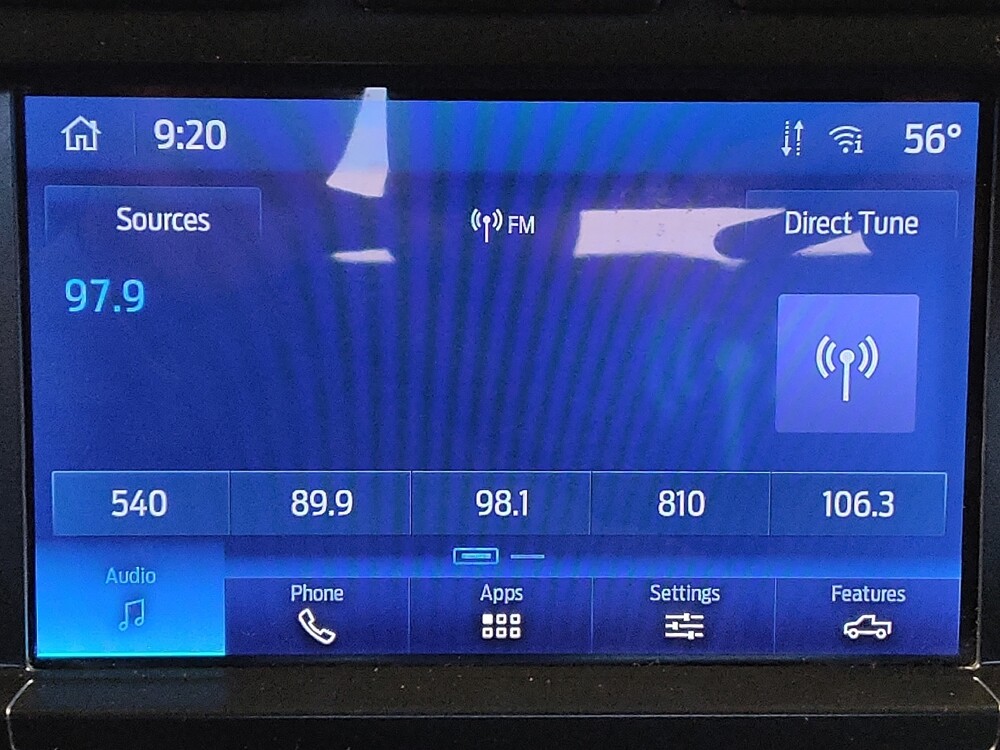 9:20 56°
Sources FM Direct Tune
97.9
540 89.9 98.1 810 106.3
Audio Phone Apps Settings Features